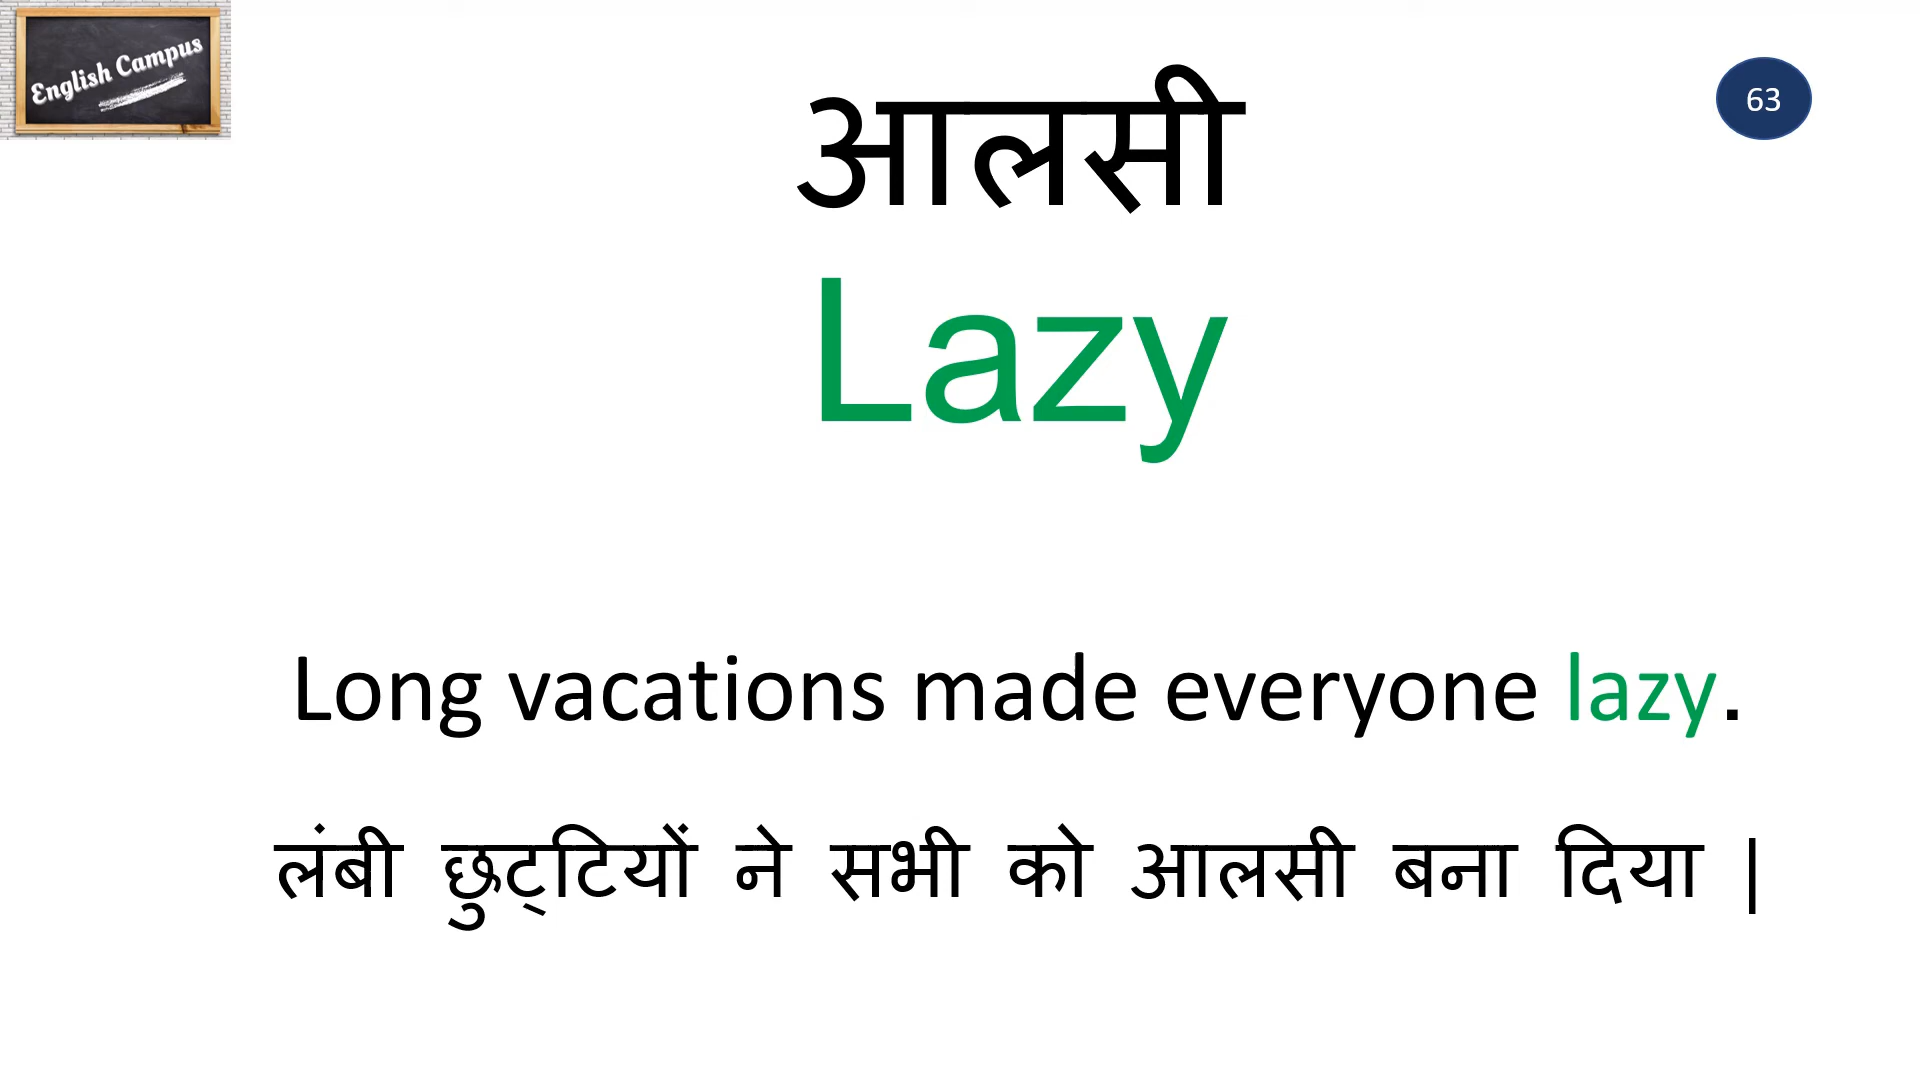 English Campus
63
आलसी
Lazy
Long vacations made everyone lazy.
लंबी छुट्टियों ने सभी को आलसी बना दिया |